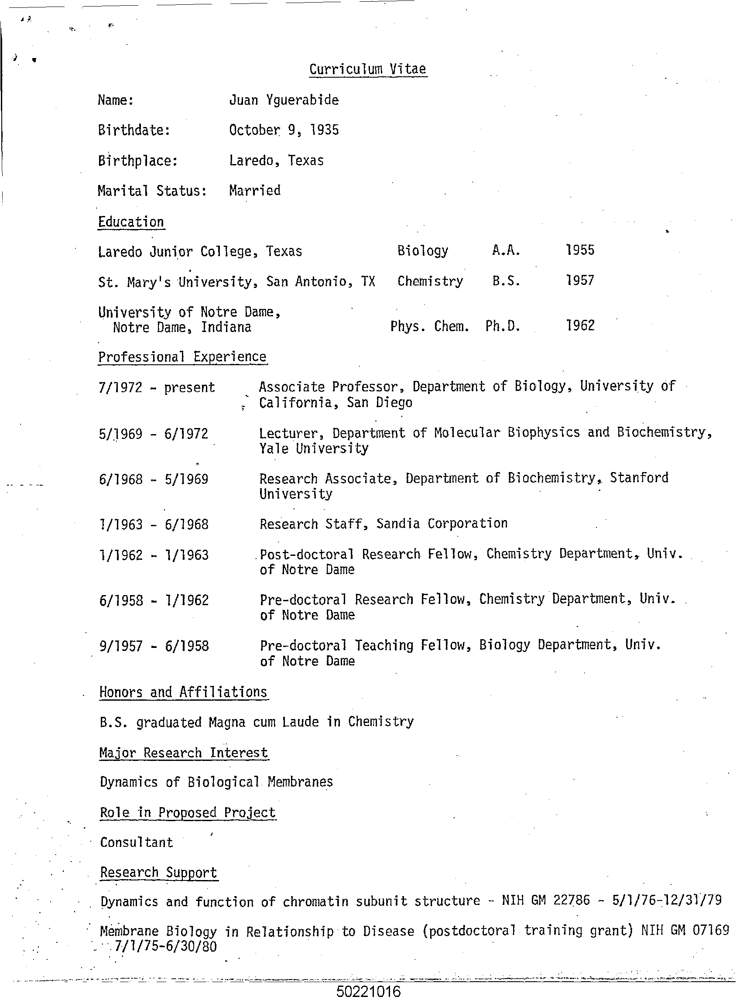 Curriculum Vitae
Name: Juan Yguerabide
Birthdate: October 9, 1935
Birthplace: Laredo, Texas
Marital Status: Married
Education
Laredo Junior College, Texas Biology A.A. 1955
St. Mary's University, San Antonio, TX Chemistry B.S. 1957
University of Notre Dame,
Notre Dame, Indiana Phys. Chem. Ph.D. 1962
Professional Experience
7/1972 - present Associate Professor, Department of Biology, University of
California, San Diego
5/1969 - 6/1972 Lecturer, Department of Molecular Biophysics and Biochemistry,
Yale University
6/1968 - 5/1969 Research Associate, Department of Biochemistry, Stanford
University
1/1963 - 6/1968 Research Staff, Sandia Corporation
1/1962 - 1/1963 Post-doctoral Research Fellow, Chemistry Department, Univ.
of Notre Dame
6/1958 - 1/1962 Pre-doctoral Research Fellow, Chemistry Department, Univ.
of Notre Dame
9/1957 - 6/1958 Pre-doctoral Teaching Fellow, Biology Department, Univ.
of Notre Dame
Honors and Affiliations
B.S. graduated Magna cum Laude in Chemistry
Major Research Interest
Dynamics of Biological Membranes
Role in Proposed Project
Consultant
Research Support
Dynamics and function of chromatin subunit structure - NIH GM 22786 - 5/1/76-12/31/79
Membrane Biology in Relationship to Disease (postdoctoral training grant) NIH GM 07169
7/1/75-6/30/80
50221016